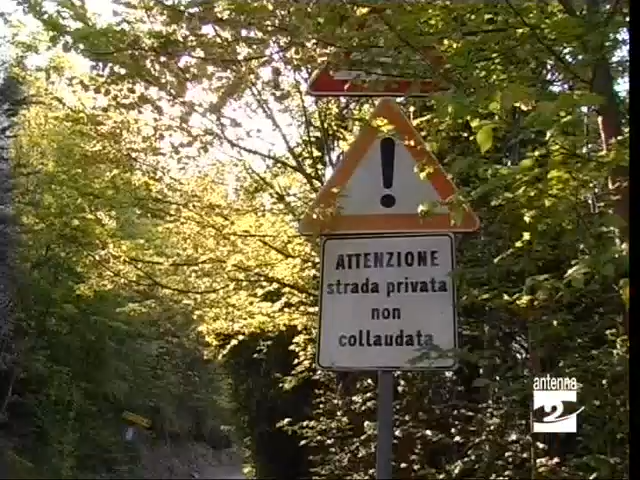 !
ATTENZIONE
strada privata
non
collaudata
antenna
2